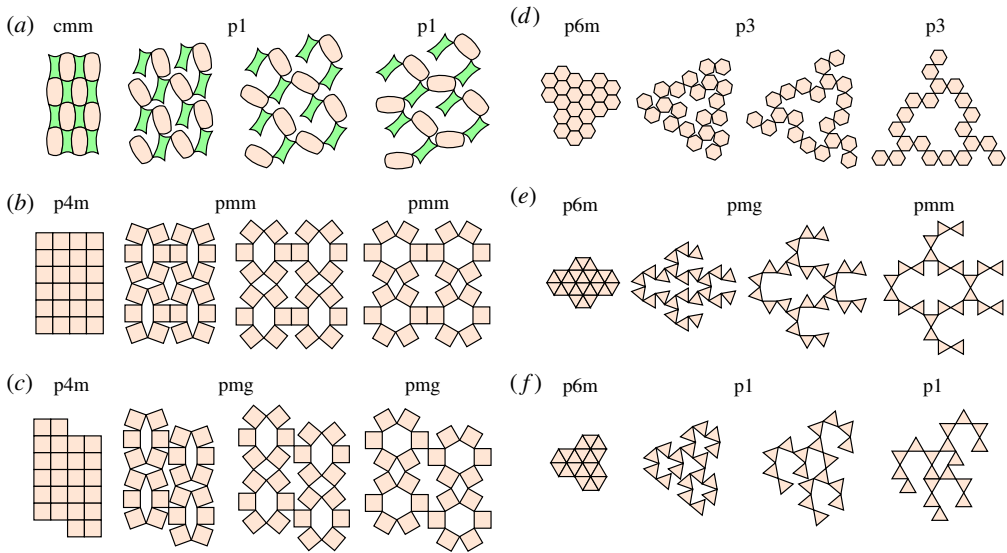 (a) cmm p1 p1
(b) p4m pmm pmm
(c) p4m pmg pmg
(d) p6m p3 p3
(e) p6m pmg pmm
(f) p6m p1 p1